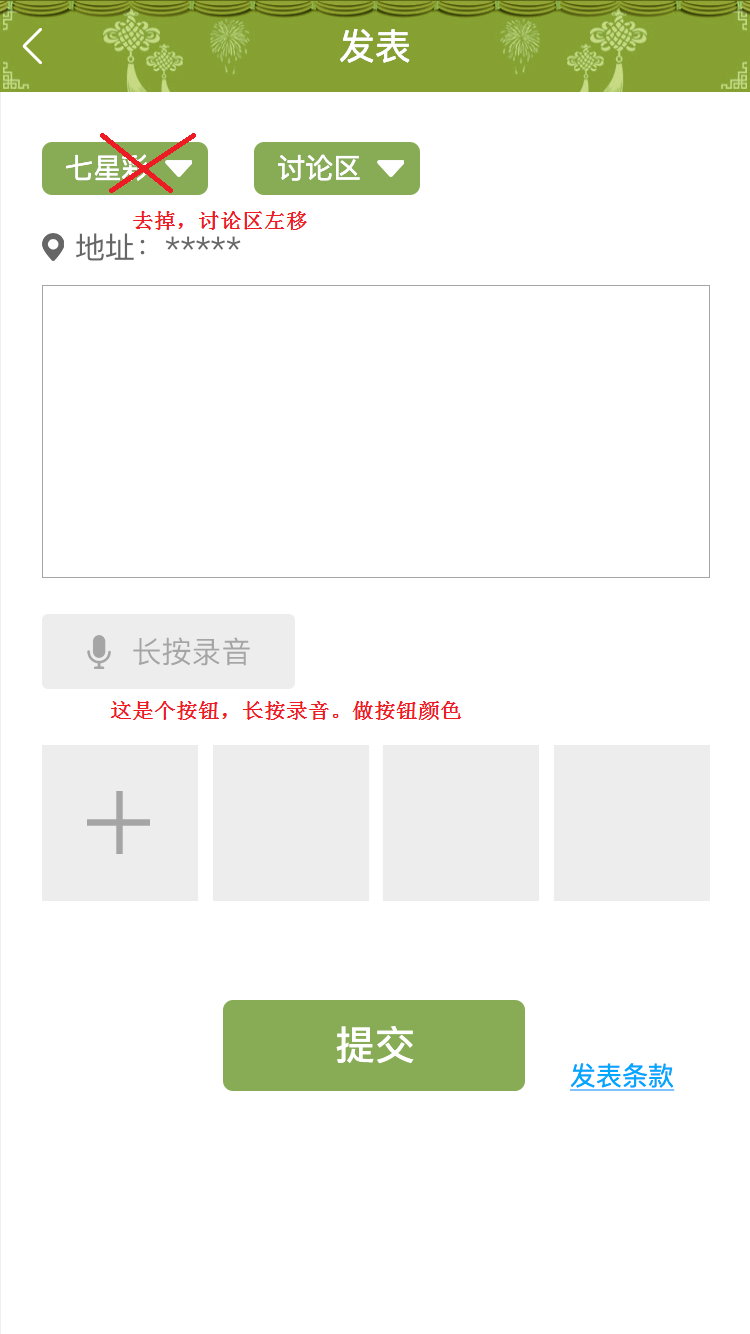 发表
七星彩
讨论区
去掉，讨论区左移
地址：*****
长按录音
这是个按钮，长按录音。做按钮颜色
提交
发表条款